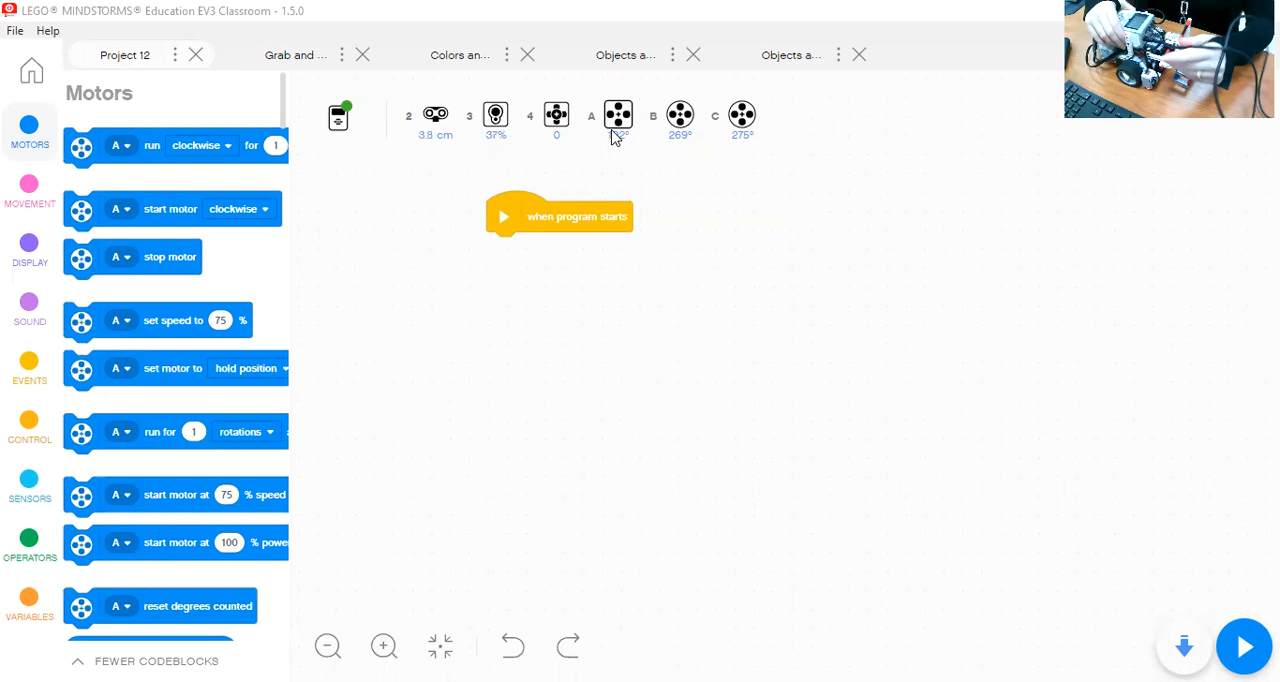 LEGO® MINDSTORMS® Education EV3 Classroom - 1.5.0
File Help
Project 12 Grab and ... Colors an... Objects a... Objects a...
Motors
2 3 4 A B C
3.8 cm 37% 0 269° 275°
MOTORS
MOVEMENT
DISPLAY
SOUND
EVENTS
CONTROL
SENSORS
OPERATORS
VARIABLES
A run clockwise for 1
A start motor clockwise
A stop motor
A set speed to 75 %
A set motor to hold position
A run for 1 rotations
A start motor at 75 % speed
A start motor at 100 %
A reset degrees counted
FEWER CODEBLOCKS
when program starts